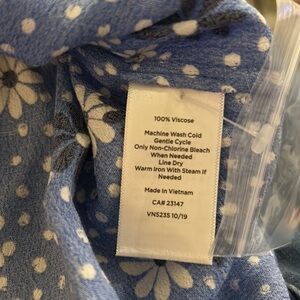 100% Viscose
Machine Wash Cold
Gentle Cycle
Only Non-Chlorine Bleach
When Needed
Line Dry
Warm Iron With Steam If
Needed
Made In Vietnam
CA# 23147
VN5235 10/19